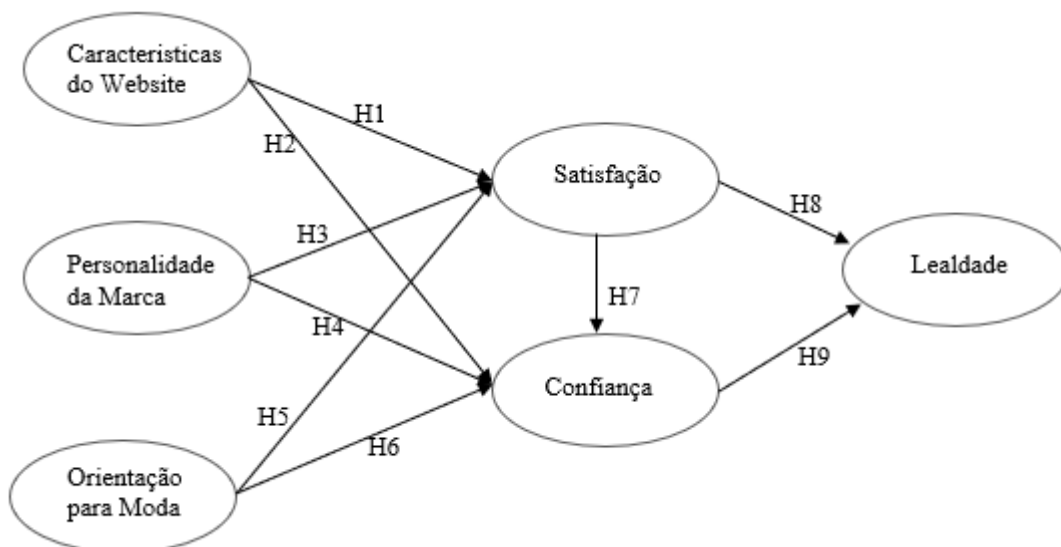 Caracteristicas
do Website
H1
H2
Satisfação
H8
H3
Personalidade
da Marca
Lealdade
H7
H4
H9
Confiança
H5
H6
Orientação
para Moda